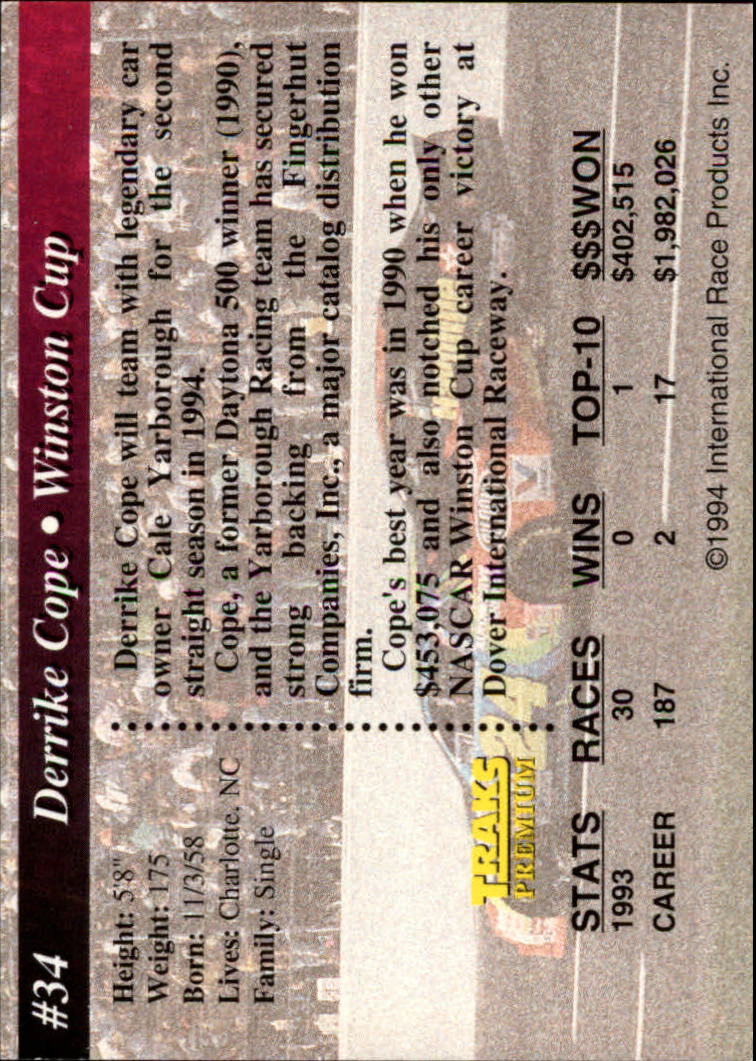 #34 Derrike Cope • Winston Cup
Height: 5'8"
Weight: 175
Born: 11/3/58
Lives: Charlotte, NC
Family: Single
Derrike Cope will team with legendary car
owner Cale Yarborough for the second
straight season in 1994.
Cope, a former Daytona 500 winner (1990),
and the Yarborough Racing team has secured
strong backing from the Fingerhut
Companies, Inc., a major catalog distribution
firm.
Cope's best year was in 1990 when he won
$453,075 and also notched his only other
NASCAR Winston Cup career victory at
Dover International Raceway.
TRAKS
PREMIUM
STATS RACES WINS TOP-10 $$$WON
1993 30 0 1 $402,515
CAREER 187 2 17 $1,982,026
©1994 International Race Products Inc.